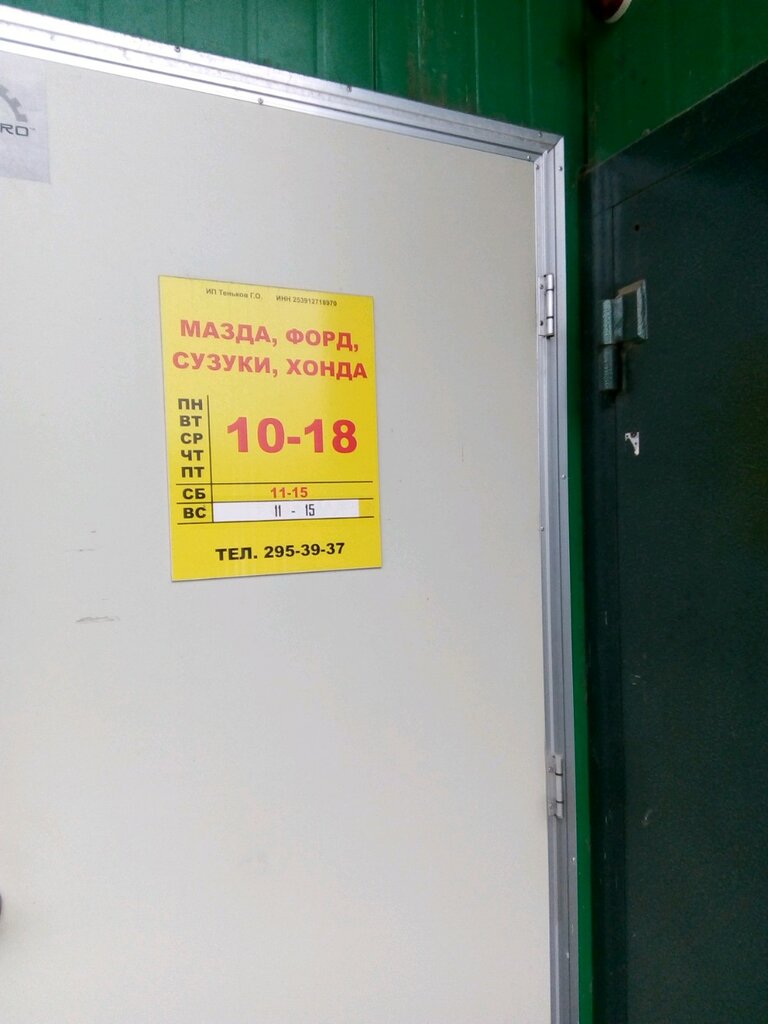 RO™
ИП Теньков Г.О ИНН 253912718979
МАЗДА, ФОРД,
СУЗУКИ, ХОНДА
ПН
ВТ
СР
ЧТ
ПТ
10-18
СБ 11-15
ВС 11 - 15
ТЕЛ. 295-39-37